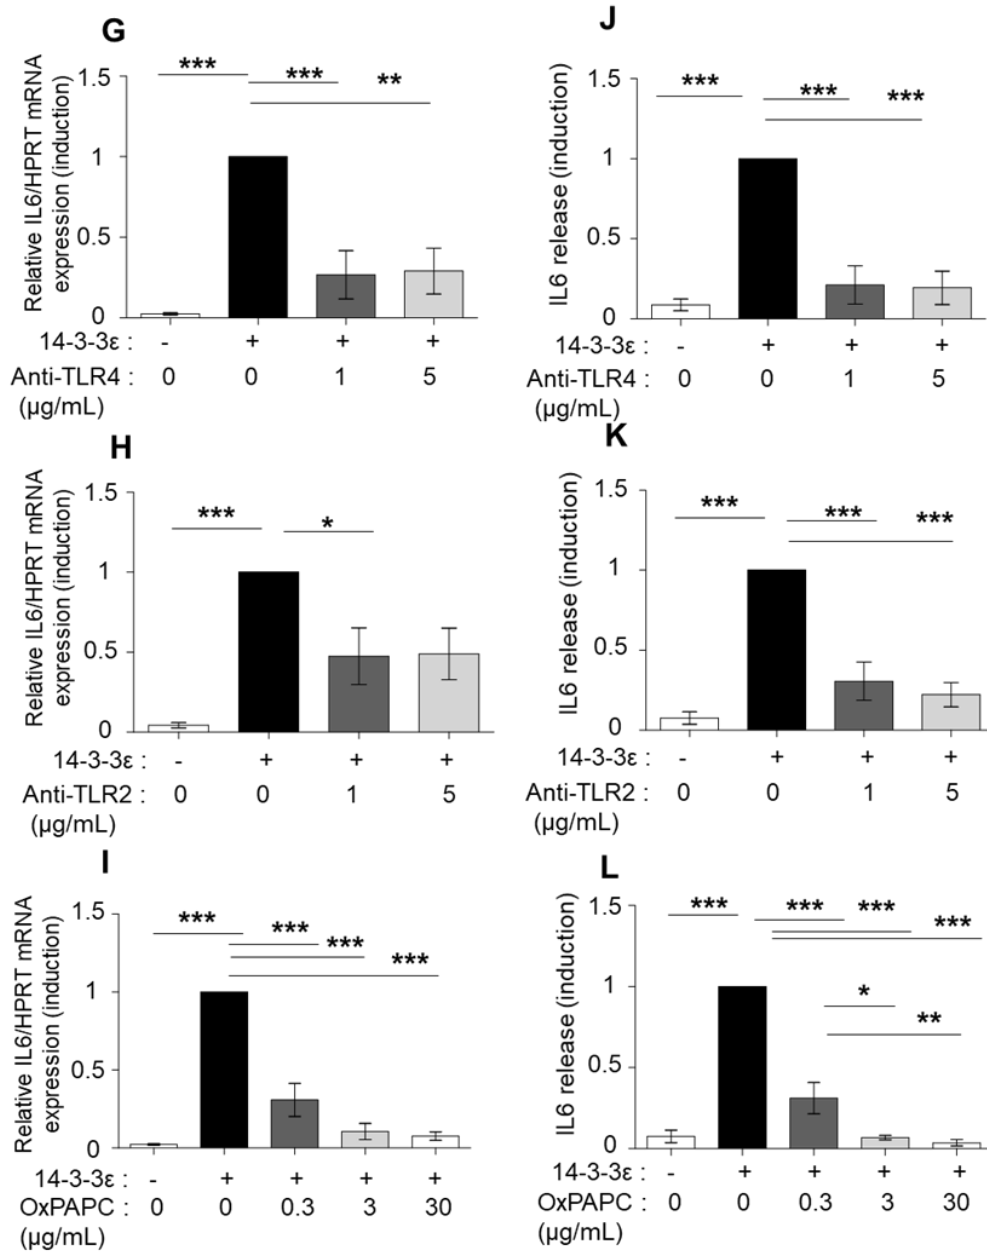 G
Relative IL6/HPRT mRNA
expression (induction)
*** *** **
1.5
1
0.5
0
14-3-3ε : - + + +
Anti-TLR4 : 0 0 1 5
(µg/mL)
J
IL6 release (induction)
*** *** ***
1.5
1
0.5
0
14-3-3ε : - + + +
Anti-TLR4 : 0 0 1 5
(µg/mL)
H
Relative IL6/HPRT mRNA
expression (induction)
*** *
1.5
1
0.5
0
14-3-3ε : - + + +
Anti-TLR2 : 0 0 1 5
(µg/mL)
K
IL6 release (induction)
*** *** ***
1.5
1
0.5
0
14-3-3ε : - + + +
Anti-TLR2 : 0 0 1 5
(µg/mL)
I
Relative IL6/HPRT mRNA
expression (induction)
*** ***
***
***
1.5
1
0.5
0
14-3-3ε : - + + + +
OxPAPC : 0 0 0.3 3 30
(µg/mL)
L
IL6 release (induction)
*** *** *** ***
*
**
1.5
1
0.5
0
14-3-3ε : - + + + +
OxPAPC : 0 0 0.3 3 30
(µg/mL)